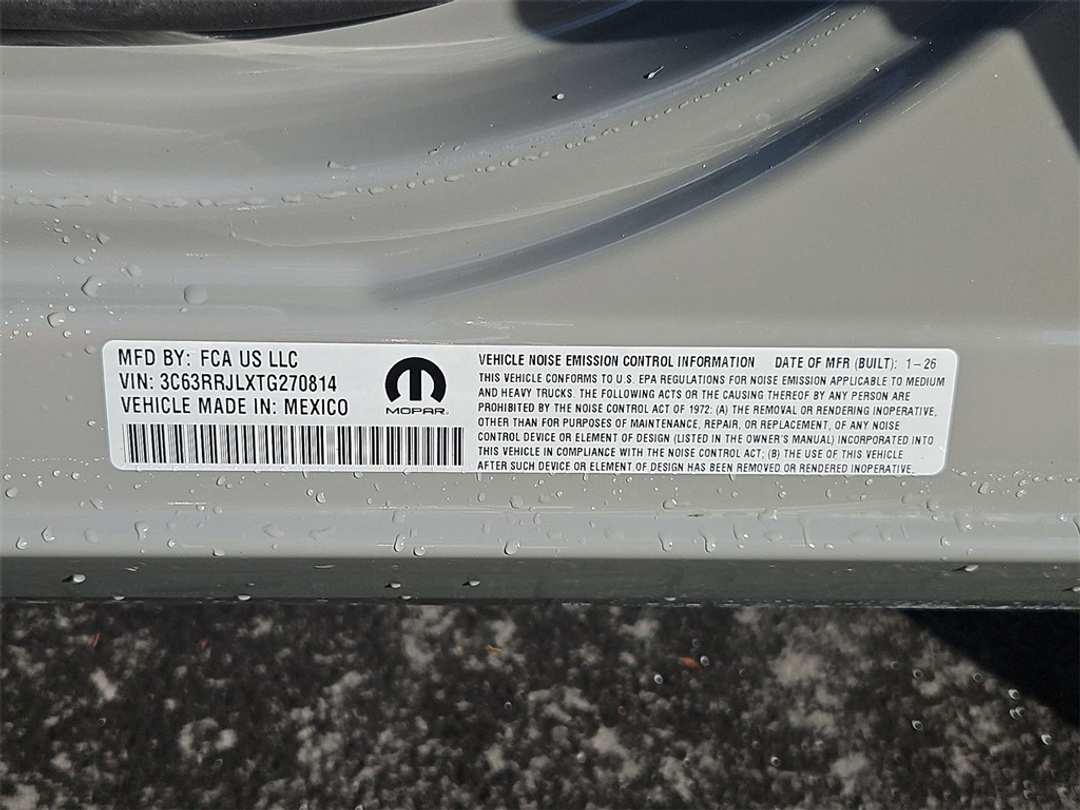 MFD BY: FCA US LLC
VIN: 3C63RRJLXTG270814
VEHICLE MADE IN: MEXICO
MOPAR
VEHICLE NOISE EMISSION CONTROL INFORMATION DATE OF MFR (BUILT): 1-26
THIS VEHICLE CONFORMS TO U.S. EPA REGULATIONS FOR NOISE EMISSION APPLICABLE TO MEDIUM
AND HEAVY TRUCKS. THE FOLLOWING ACTS OR THE CAUSING THEREOF BY ANY PERSON ARE
PROHIBITED BY THE NOISE CONTROL ACT OF 1972: (A) THE REMOVAL OR RENDERING INOPERATIVE,
OTHER THAN FOR PURPOSES OF MAINTENANCE, REPAIR, OR REPLACEMENT, OF ANY NOISE
CONTROL DEVICE OR ELEMENT OF DESIGN (LISTED IN THE OWNER'S MANUAL) INCORPORATED INTO
THIS VEHICLE IN COMPLIANCE WITH THE NOISE CONTROL ACT; (B) THE USE OF THIS VEHICLE
AFTER SUCH DEVICE OR ELEMENT OF DESIGN HAS BEEN REMOVED OR RENDERED INOPERATIVE.